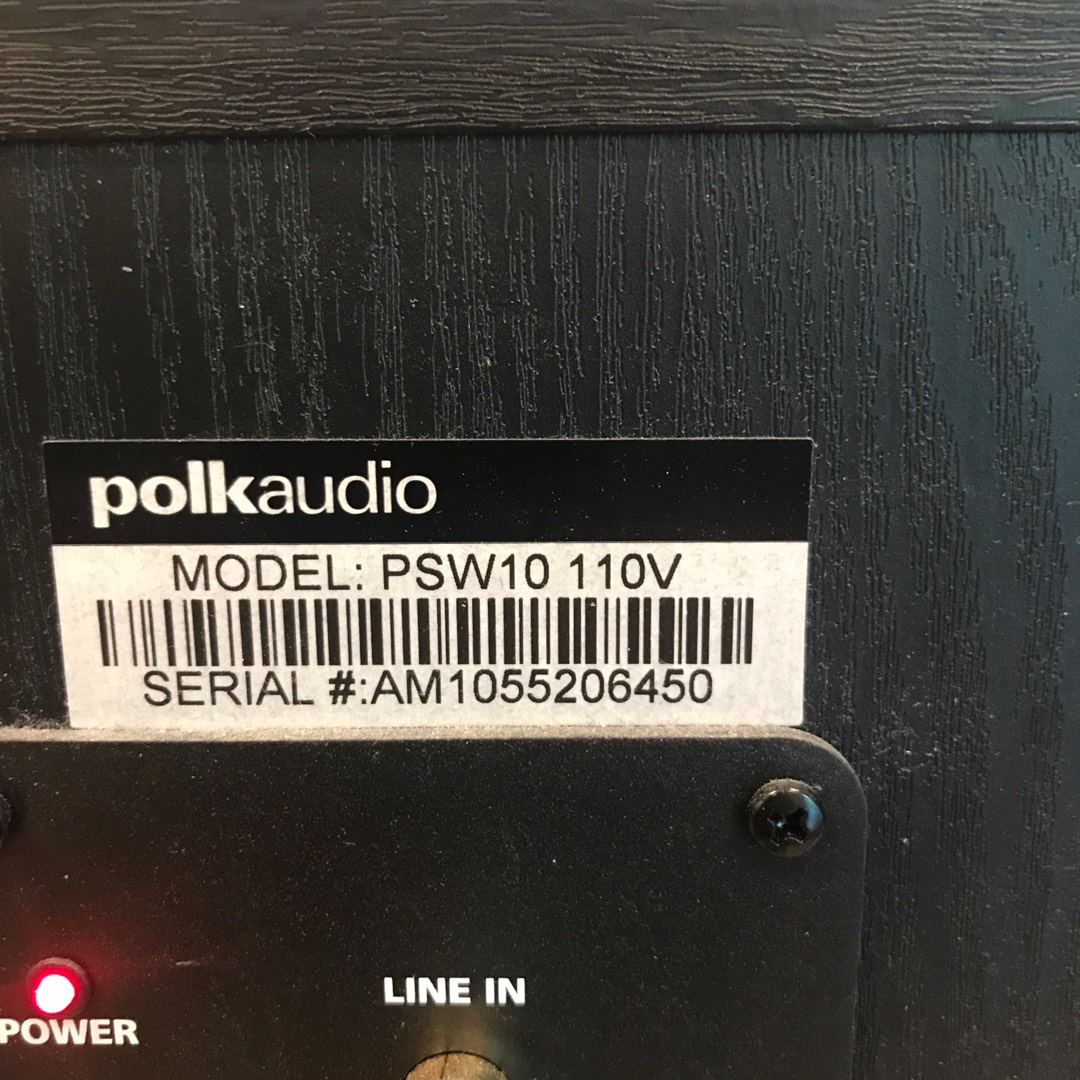 polkaudio
MODEL: PSW10 110V
SERIAL #:AM1055206450
LINE IN
POWER